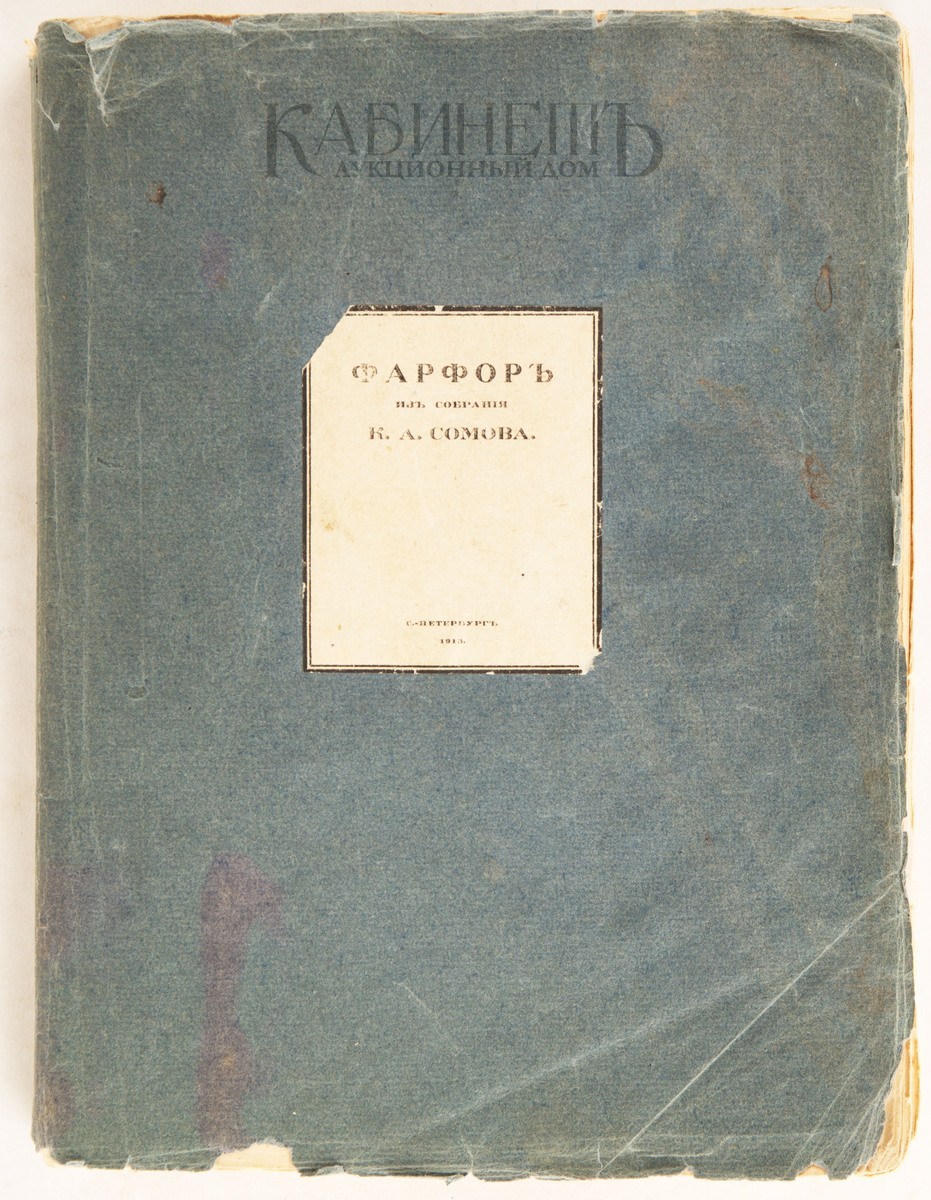 КАБИНЕТЪ
АУКЦИОННЫЙ ДОМ
ФАРФОРЪ
ИЗЪ СОБРАНІЯ
К. А. СОМОВА.
С.-ПЕТЕРБУРГЪ
1913.